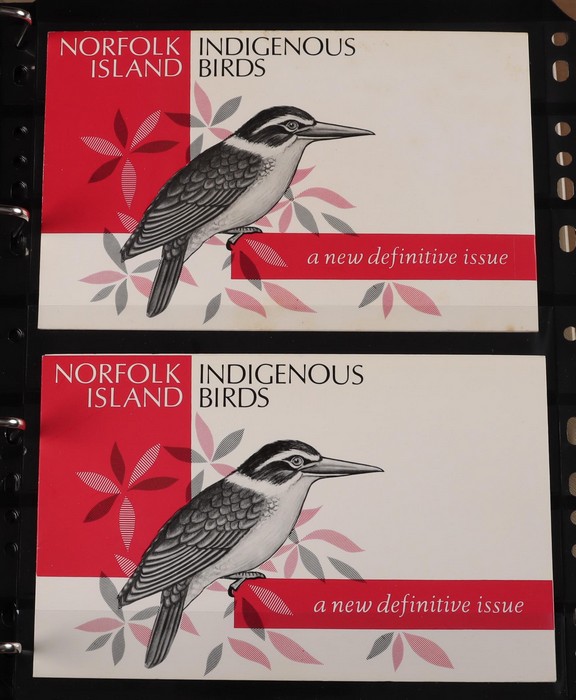 NORFOLK
ISLAND
INDIGENOUS
BIRDS
a new definitive issue
NORFOLK
ISLAND
INDIGENOUS
BIRDS
a new definitive issue